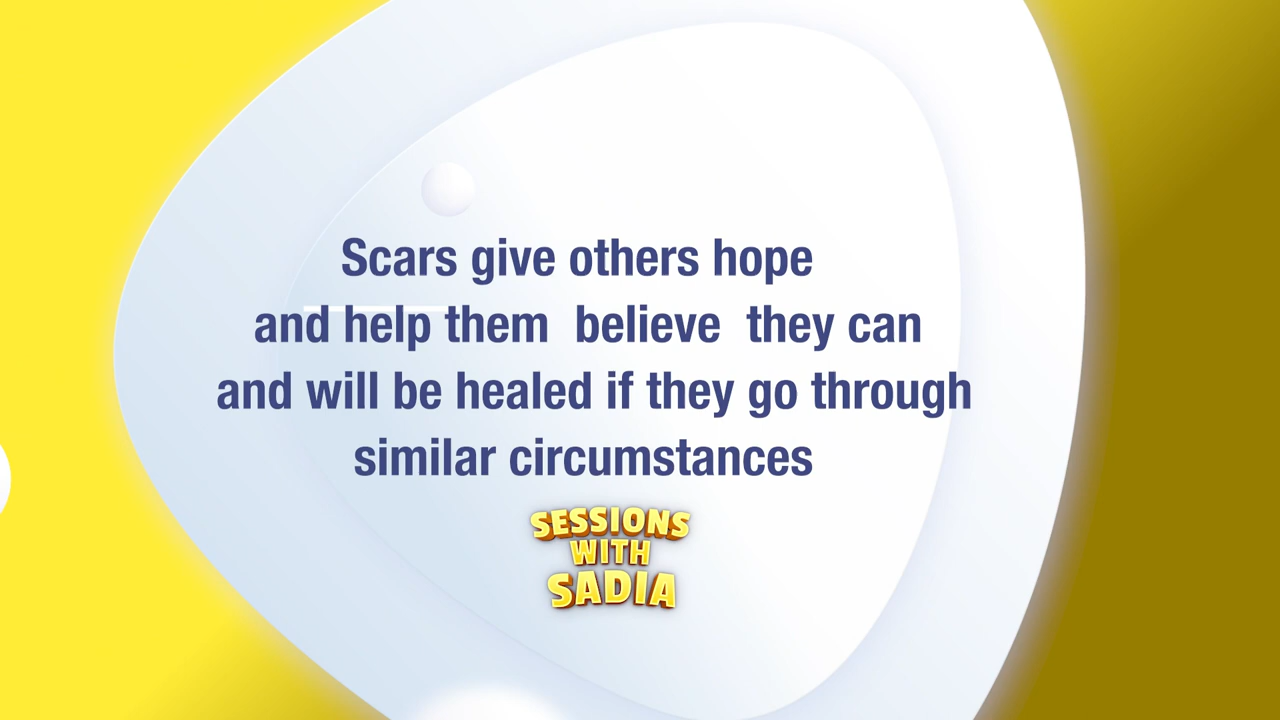 Scars give others hope
and help them believe they can
and will be healed if they go through
similar circumstances
SESSIONS
WITH
SADIA